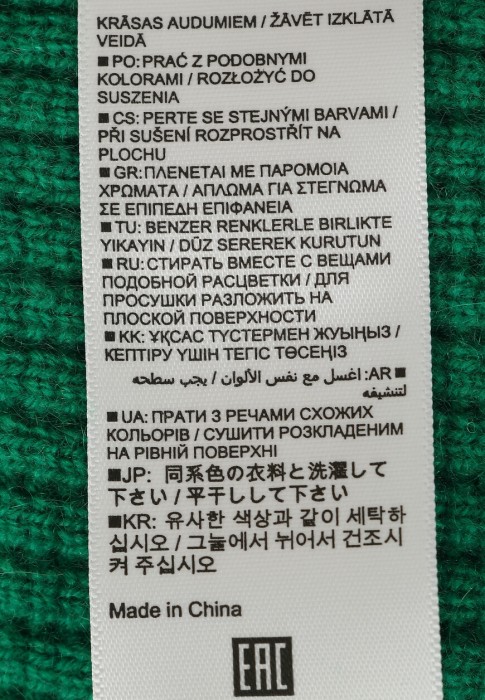 KRĀSAS AUDUMIEM / ŽĀVĒT IZKLĀTĀ
VEIDĀ
■ PO: PRAĆ Z PODOBNYMI
KOLORAMI / ROZŁOŻYĆ DO
SUSZENIA
■ CS: PERTE SE STEJNÝMI BARVAMI /
PŘI SUŠENÍ ROZPROSTŘÍT NA
PLOCHU
■ GR: ΠΛΕΝΕΤΑΙ ΜΕ ΠΑΡΟΜΟΙΑ
ΧΡΩΜΑΤΑ / ΑΠΛΩΜΑ ΓΙΑ ΣΤΕΓΝΩΜΑ
ΣΕ ΕΠΙΠΕΔΗ ΕΠΙΦΑΝΕΙΑ
■ TU: BENZER RENKLERLE BIRLIKTE
YIKAYIN / DÜZ SEREREK KURUTUN
■ RU: СТИРАТЬ ВМЕСТЕ С ВЕЩАМИ
ПОДОБНОЙ РАСЦВЕТКИ / ДЛЯ
ПРОСУШКИ РАЗЛОЖИТЬ НА
ПЛОСКОЙ ПОВЕРХНОСТИ
■ KK: ҰҚСАС ТҮСТЕРМЕН ЖУЫҢЫЗ /
КЕПТІРУ ҮШІН ТЕГІС ТӨСЕҢІЗ
■ AR: اغسل مع نفس الألوان / يجب سطحه
لتنشيفه
■ UA: ПРАТИ З РЕЧАМИ СХОЖИХ
КОЛЬОРІВ / СУШИТИ РОЗКЛАДЕНИМ
НА РІВНІЙ ПОВЕРХНІ
■JP: 同系色の衣料と洗濯して
下さい / 平干しして下さい
■KR: 유사한 색상과 같이 세탁하
십시오 / 그늘에서 뉘어서 건조시
켜 주십시오
Made in China
EAC